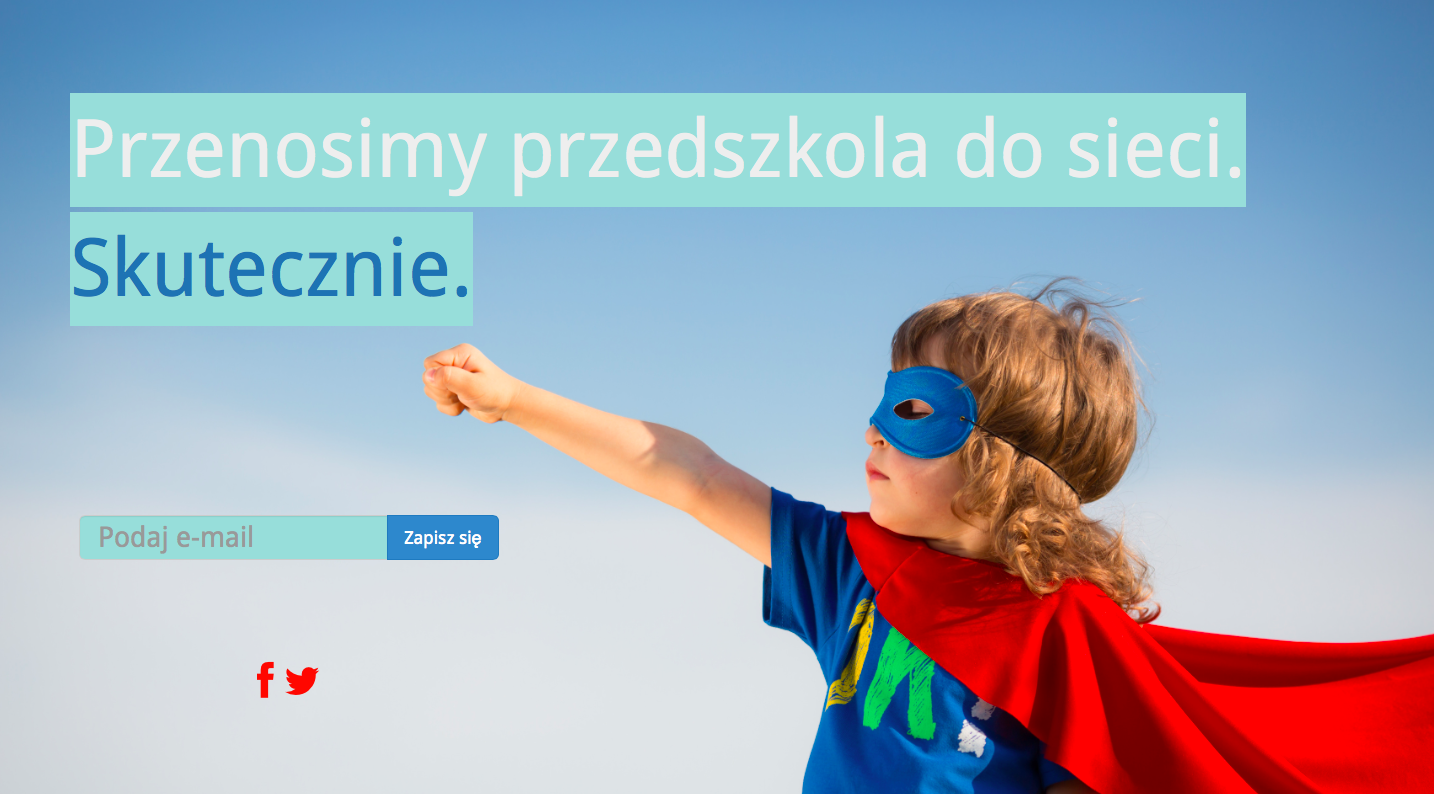 Przenosimy przedszkola do sieci.
Skutecznie.
Podaj e-mail
Zapisz się